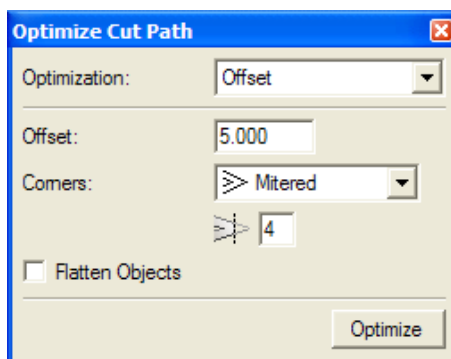 Optimize Cut Path
Optimization: Offset
Offset: 5.000
Corners: Mitered
4
Flatten Objects
Optimize